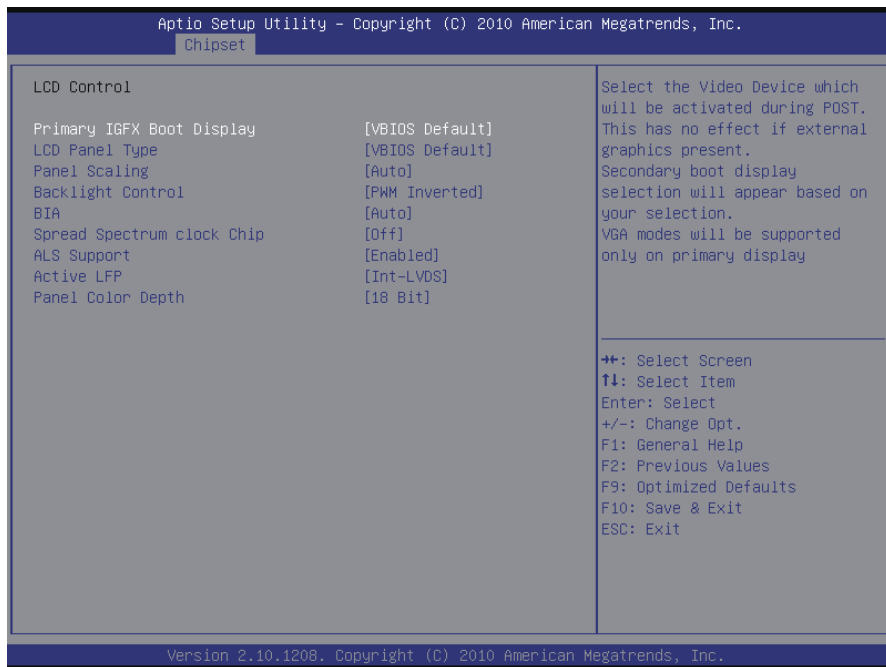 Aptio Setup Utility – Copyright (C) 2010 American Megatrends, Inc.
Chipset
LCD Control
Primary IGFX Boot Display [VBIOS Default]
LCD Panel Type [VBIOS Default]
Panel Scaling [Auto]
Backlight Control [PWM Inverted]
BIA [Auto]
Spread Spectrum clock Chip [Off]
ALS Support [Enabled]
Active LFP [Int-LVDS]
Panel Color Depth [18 Bit]
Select the Video Device which
will be activated during POST.
This has no effect if external
graphics present.
Secondary boot display
selection will appear based on
your selection.
VGA modes will be supported
only on primary display
→←: Select Screen
↑↓: Select Item
Enter: Select
+/-: Change Opt.
F1: General Help
F2: Previous Values
F9: Optimized Defaults
F10: Save & Exit
ESC: Exit
Version 2.10.1208. Copyright (C) 2010 American Megatrends, Inc.